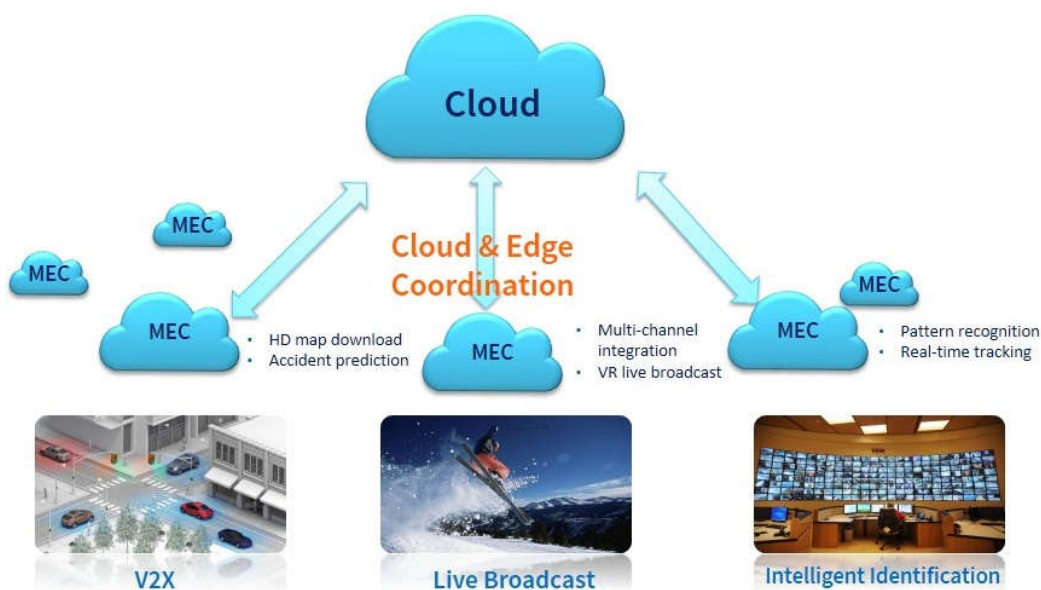 Cloud
MEC
MEC
MEC
Cloud & Edge
Coordination
MEC
MEC
MEC
• HD map download
• Accident prediction
• Multi-channel
integration
• VR live broadcast
• Pattern recognition
• Real-time tracking
V2X
Live Broadcast
Intelligent Identification